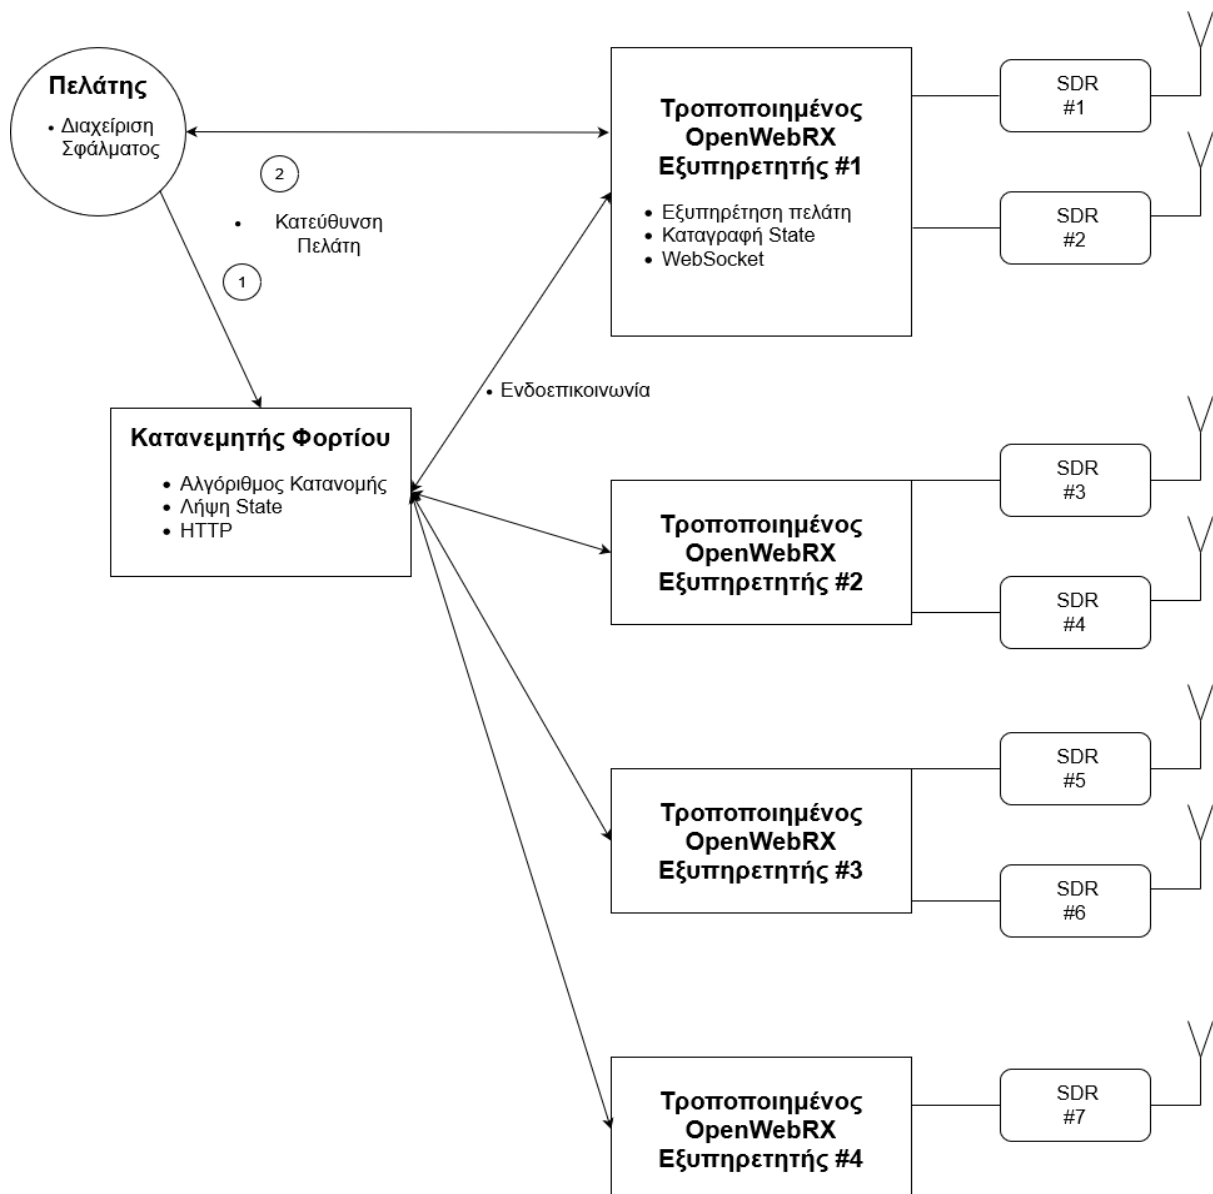 Πελάτης
• Διαχείριση
Σφάλματος
2
• Κατεύθυνση
Πελάτη
1
Τροποποιημένος
OpenWebRX
Εξυπηρετητής #1
• Εξυπηρέτηση πελάτη
• Καταγραφή State
• WebSocket
SDR
#1
SDR
#2
• Ενδοεπικοινωνία
Κατανεμητής Φορτίου
• Αλγόριθμος Κατανομής
• Λήψη State
• HTTP
Τροποποιημένος
OpenWebRX
Εξυπηρετητής #2
SDR
#3
SDR
#4
Τροποποιημένος
OpenWebRX
Εξυπηρετητής #3
SDR
#5
SDR
#6
Τροποποιημένος
OpenWebRX
Εξυπηρετητής #4
SDR
#7